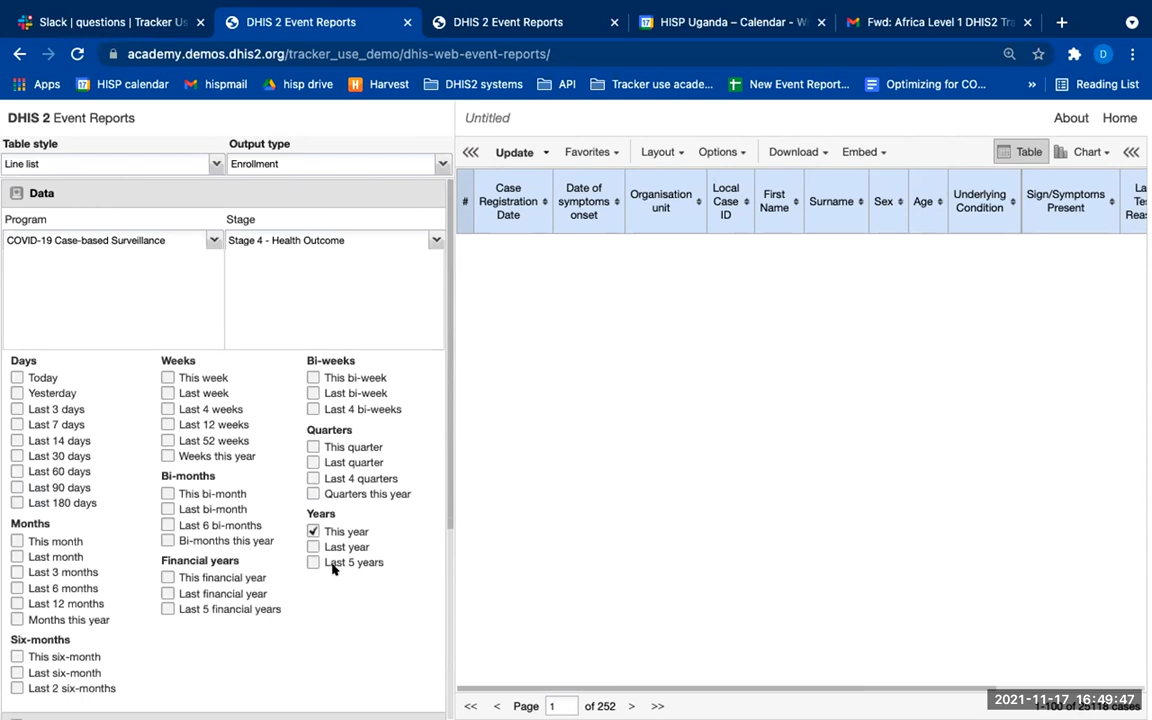 Slack | questions | Tracker Us
DHIS 2 Event Reports
DHIS 2 Event Reports
HISP Uganda – Calendar - W
Fwd: Africa Level 1 DHIS2 Tra
academy.demos.dhis2.org/tracker_use_demo/dhis-web-event-reports/
D
Apps
HISP calendar
hispmail
hisp drive
Harvest
DHIS2 systems
API
Tracker use acade...
New Event Report...
Optimizing for CO...
»
Reading List
DHIS 2 Event Reports
Untitled
About
Home
Table style
Output type
Line list
Enrollment
Update
Favorites
Layout
Options
Download
Embed
Table
Chart
Data
Program
Stage
COVID-19 Case-based Surveillance
Stage 4 - Health Outcome
#
Case
Registration
Date
Date of
symptoms
onset
Organisation
unit
Local
Case
ID
First
Name
Surname
Sex
Age
Underlying
Condition
Sign/Symptoms
Present
La
Tes
Reas
Days
Today
Yesterday
Last 3 days
Last 7 days
Last 14 days
Last 30 days
Last 60 days
Last 90 days
Last 180 days
Months
This month
Last month
Last 3 months
Last 6 months
Last 12 months
Months this year
Six-months
This six-month
Last six-month
Last 2 six-months
Weeks
This week
Last week
Last 4 weeks
Last 12 weeks
Last 52 weeks
Weeks this year
Bi-months
This bi-month
Last bi-month
Last 6 bi-months
Bi-months this year
Financial years
This financial year
Last financial year
Last 5 financial years
Bi-weeks
This bi-week
Last bi-week
Last 4 bi-weeks
Quarters
This quarter
Last quarter
Last 4 quarters
Quarters this year
Years
This year
Last year
Last 5 years
<< < Page 1 of 252 > >>
2021-11-17 16:49:47
1-100 of 25118 cases